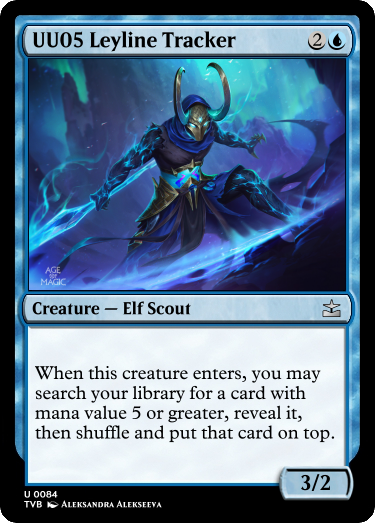 UU05 Leyline Tracker
2
AGE
OF
MAGIC
Creature — Elf Scout
When this creature enters, you may
search your library for a card with
mana value 5 or greater, reveal it,
then shuffle and put that card on top.
3/2
U 0084
TVB Aleksandra Alekseeva